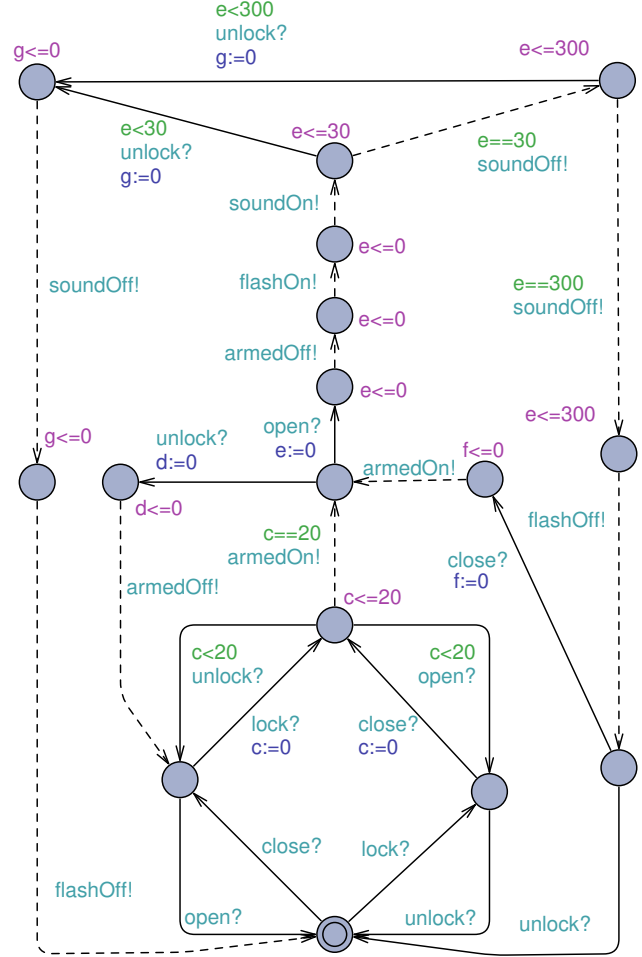 e<300
unlock?
g:=0
g<=0
e<=300
e<30
unlock?
g:=0
e<=30
e==30
soundOff!
soundOn!
e<=0
soundOff!
flashOn!
e==300
soundOff!
e<=0
armedOff!
e<=0
e<=300
g<=0
unlock?
d:=0
open?
e:=0
f<=0
armedOn!
d<=0
flashOff!
c==20
armedOn!
close?
f:=0
armedOff!
c<=20
c<20
unlock?
c<20
open?
lock?
c:=0
close?
c:=0
close?
lock?
flashOff!
open?
unlock?
unlock?